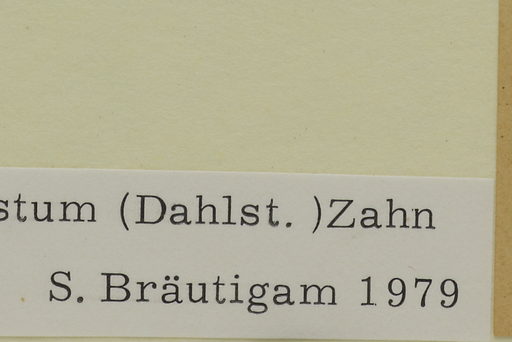 stum (Dahlst. )Zahn
S. Bräutigam 1979